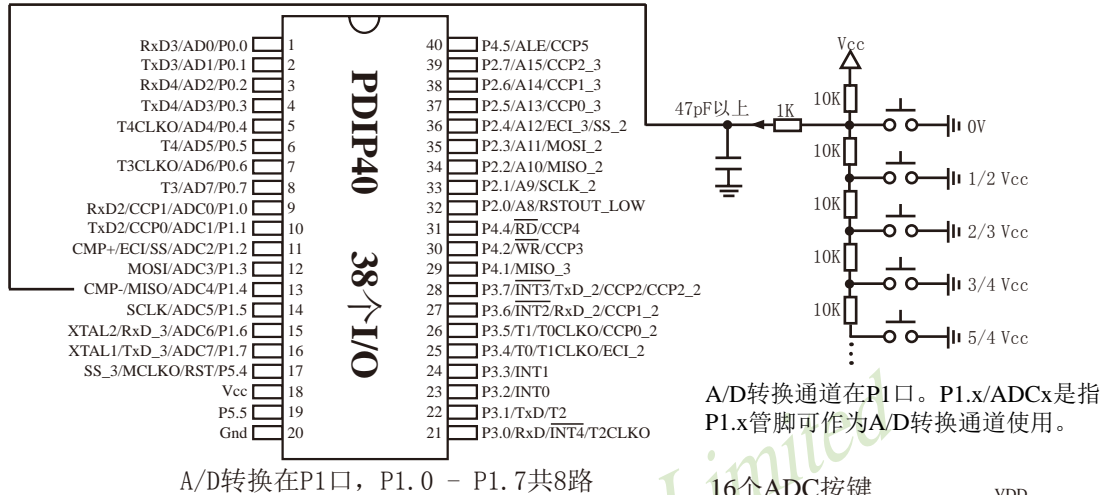 RxD3/AD0/P0.0 1
TxD3/AD1/P0.1 2
RxD4/AD2/P0.2 3
TxD4/AD3/P0.3 4
T4CLKO/AD4/P0.4 5
T4/AD5/P0.5 6
T3CLKO/AD6/P0.6 7
T3/AD7/P0.7 8
RxD2/CCP1/ADC0/P1.0 9
TxD2/CCP0/ADC1/P1.1 10
CMP+/ECI/SS/ADC2/P1.2 11
MOSI/ADC3/P1.3 12
CMP-/MISO/ADC4/P1.4 13
SCLK/ADC5/P1.5 14
XTAL2/RxD_3/ADC6/P1.6 15
XTAL1/TxD_3/ADC7/P1.7 16
SS_3/MCLKO/RST/P5.4 17
Vcc 18
P5.5 19
Gnd 20
PDIP40 38个I/O
40 P4.5/ALE/CCP5
39 P2.7/A15/CCP2_3
38 P2.6/A14/CCP1_3
37 P2.5/A13/CCP0_3
36 P2.4/A12/ECI_3/SS_2
35 P2.3/A11/MOSI_2
34 P2.2/A10/MISO_2
33 P2.1/A9/SCLK_2
32 P2.0/A8/RSTOUT_LOW
31 P4.4/RD/CCP4
30 P4.2/WR/CCP3
29 P4.1/MISO_3
28 P3.7/INT3/TxD_2/CCP2/CCP2_2
27 P3.6/INT2/RxD_2/CCP1_2
26 P3.5/T1/T0CLKO/CCP0_2
25 P3.4/T0/T1CLKO/ECI_2
24 P3.3/INT1
23 P3.2/INT0
22 P3.1/TxD/T2
21 P3.0/RxD/INT4/T2CLKO
A/D转换在P1口，P1.0 - P1.7共8路
Vcc
10K
47pF以上 1K
0V
10K
1/2 Vcc
10K
2/3 Vcc
10K
3/4 Vcc
10K
5/4 Vcc
A/D转换通道在P1口。P1.x/ADCx是指
P1.x管脚可作为A/D转换通道使用。
Limited
16个ADC按键
VDD